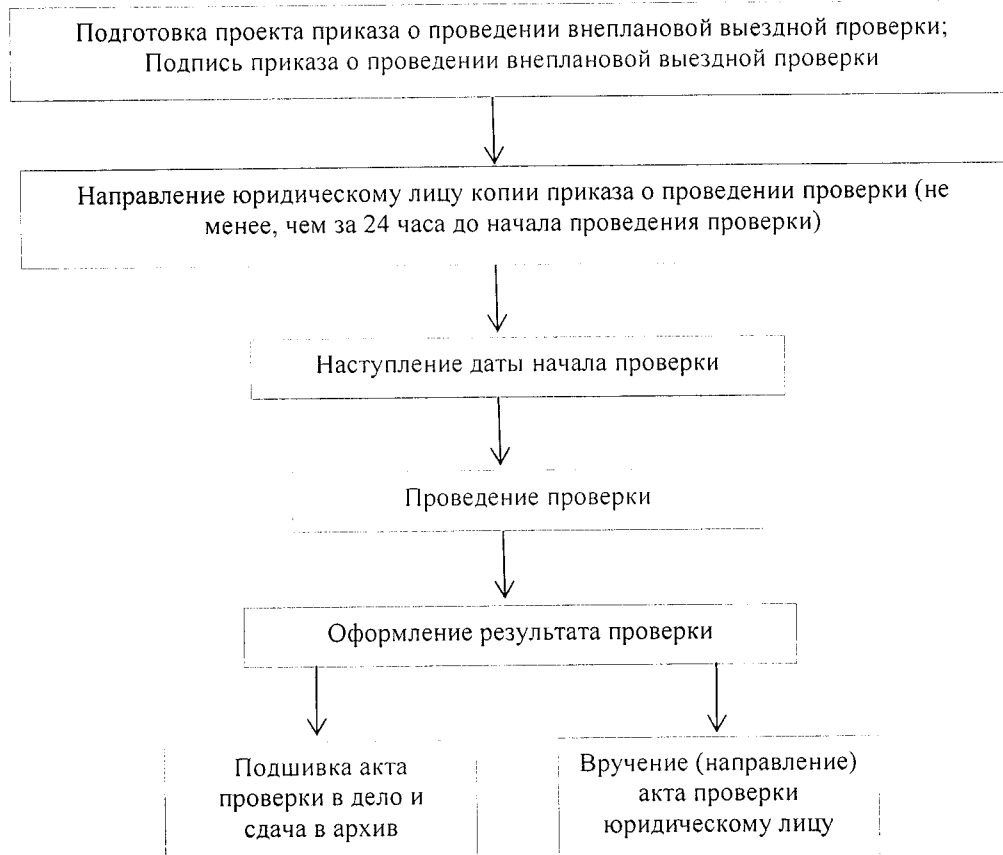 Подготовка проекта приказа о проведении внеплановой выездной проверки;
Подпись приказа о проведении внеплановой выездной проверки
Направление юридическому лицу копии приказа о проведении проверки (не
менее, чем за 24 часа до начала проведения проверки)
Наступление даты начала проверки
Проведение проверки
Оформление результата проверки
Подшивка акта
проверки в дело и
сдача в архив
Вручение (направление)
акта проверки
юридическому лицу